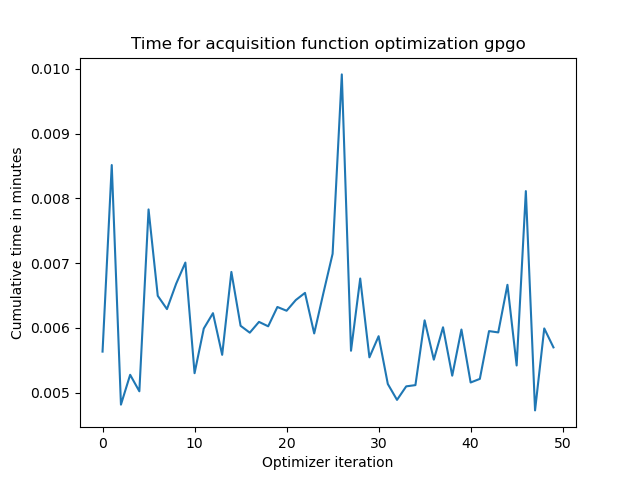 Time for acquisition function optimization gpgo
0.010
0.009
0.008
0.007
0.006
0.005
Cumulative time in minutes
0 10 20 30 40 50
Optimizer iteration